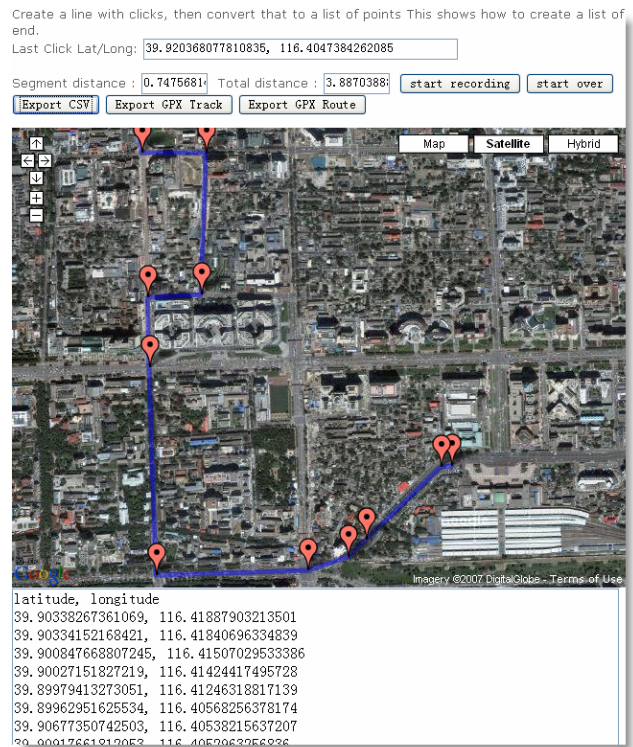 Create a line with clicks, then convert that to a list of points This shows how to create a list of
end.
Last Click Lat/Long: 39.920368077810835, 116.4047384262085
Segment distance : 0.7475681 Total distance : 3.8870388 start recording start over
Export CSV Export GPX Track Export GPX Route
Map Satellite Hybrid
Google
Imagery ©2007 DigitalGlobe - Terms of Use
latitude, longitude
39.90338267361069, 116.41887903213501
39.90334152168421, 116.41840696334839
39.900847668807245, 116.41507029533386
39.90027151827219, 116.41424417495728
39.89979413273051, 116.41246318817139
39.89962951625534, 116.40568256378174
39.90677350742503, 116.40538215637207
39.90917661812053, 116.4052963256836